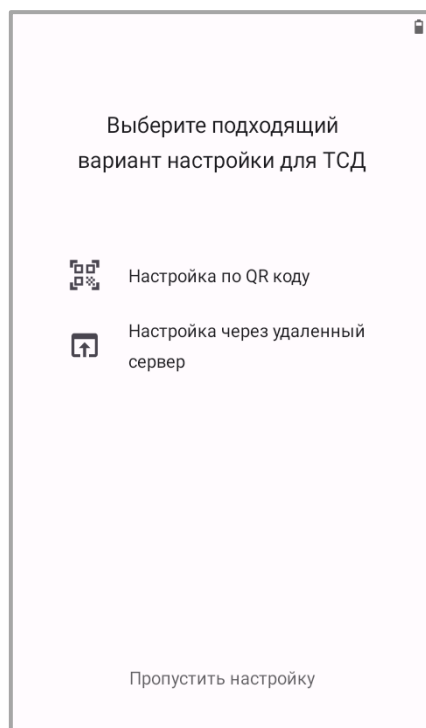 Выберите подходящий
вариант настройки для ТСД
Настройка по QR коду
Настройка через удаленный
сервер
Пропустить настройку